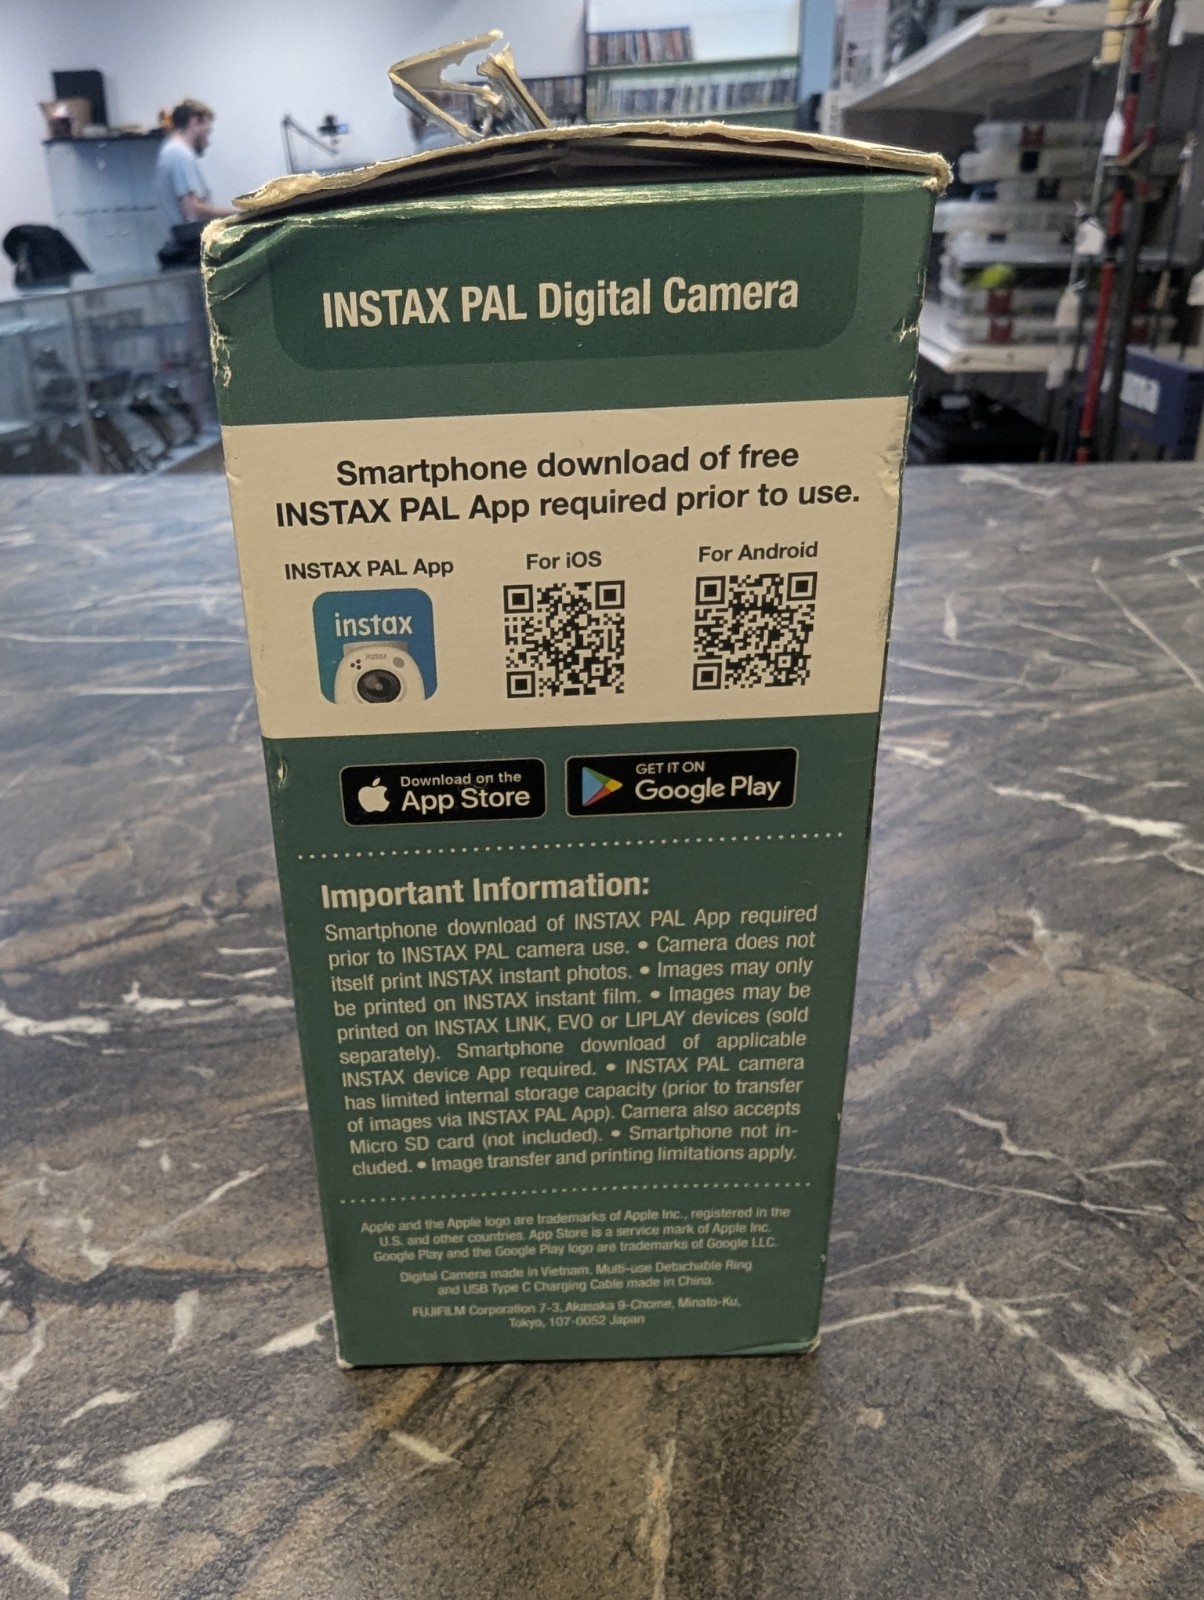 INSTAX PAL Digital Camera
Smartphone download of free
INSTAX PAL App required prior to use.
INSTAX PAL App
For iOS
For Android
instax
instax
Download on the
App Store
GET IT ON
Google Play
Important Information:
Smartphone download of INSTAX PAL App required
prior to INSTAX PAL camera use. • Camera does not
itself print INSTAX instant photos. • Images may only
be printed on INSTAX instant film. • Images may be
printed on INSTAX LINK, EVO or LIPLAY devices (sold
separately). Smartphone download of applicable
INSTAX device App required. • INSTAX PAL camera
has limited internal storage capacity (prior to transfer
of images via INSTAX PAL App). Camera also accepts
Micro SD card (not included). • Smartphone not in-
cluded. • Image transfer and printing limitations apply.
Apple and the Apple logo are trademarks of Apple Inc., registered in the
U.S. and other countries. App Store is a service mark of Apple Inc.
Google Play and the Google Play logo are trademarks of Google LLC.
Digital Camera made in Vietnam. Multi-use Detachable Ring
and USB Type C Charging Cable made in China.
FUJIFILM Corporation 7-3, Akasaka 9-Chome, Minato-Ku,
Tokyo, 107-0052 Japan